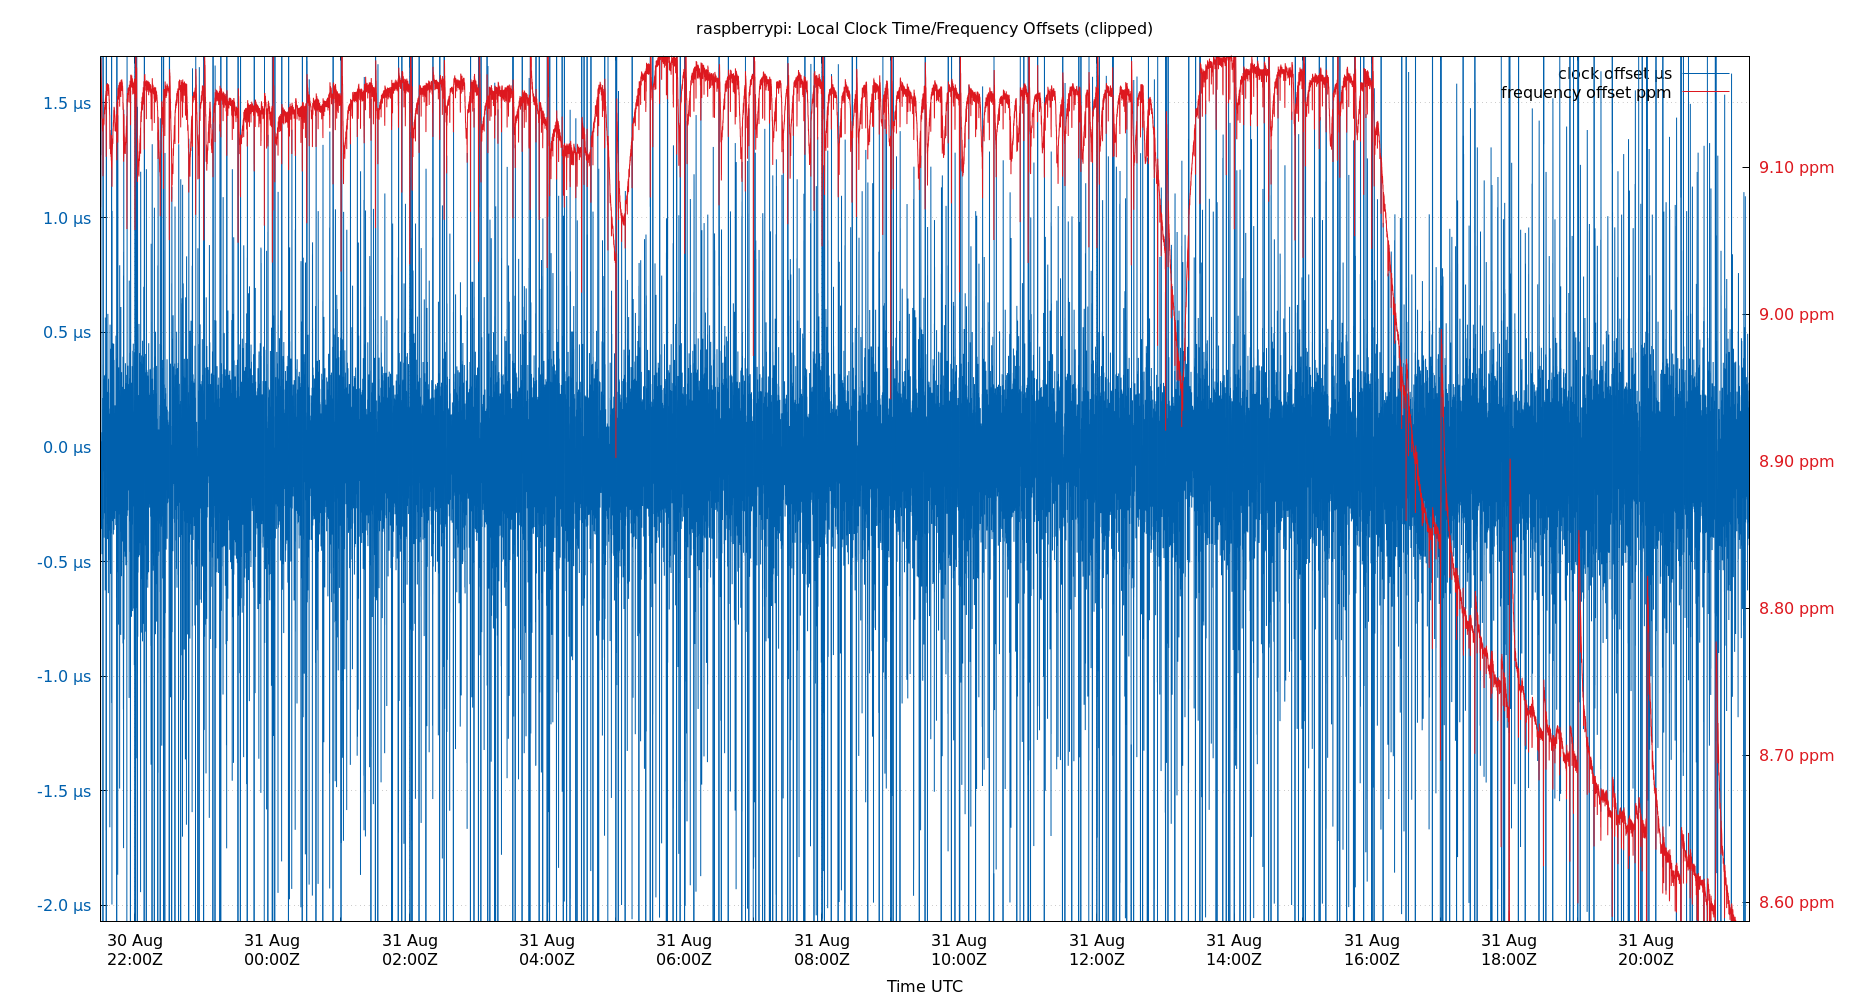 raspberrypi: Local Clock Time/Frequency Offsets (clipped)
clock offset µs
frequency offset ppm
1.5 µs
1.0 µs
0.5 µs
0.0 µs
-0.5 µs
-1.0 µs
-1.5 µs
-2.0 µs
9.10 ppm
9.00 ppm
8.90 ppm
8.80 ppm
8.70 ppm
8.60 ppm
30 Aug 31 Aug 31 Aug 31 Aug 31 Aug 31 Aug 31 Aug 31 Aug 31 Aug 31 Aug 31 Aug 31 Aug
22:00Z 00:00Z 02:00Z 04:00Z 06:00Z 08:00Z 10:00Z 12:00Z 14:00Z 16:00Z 18:00Z 20:00Z
Time UTC